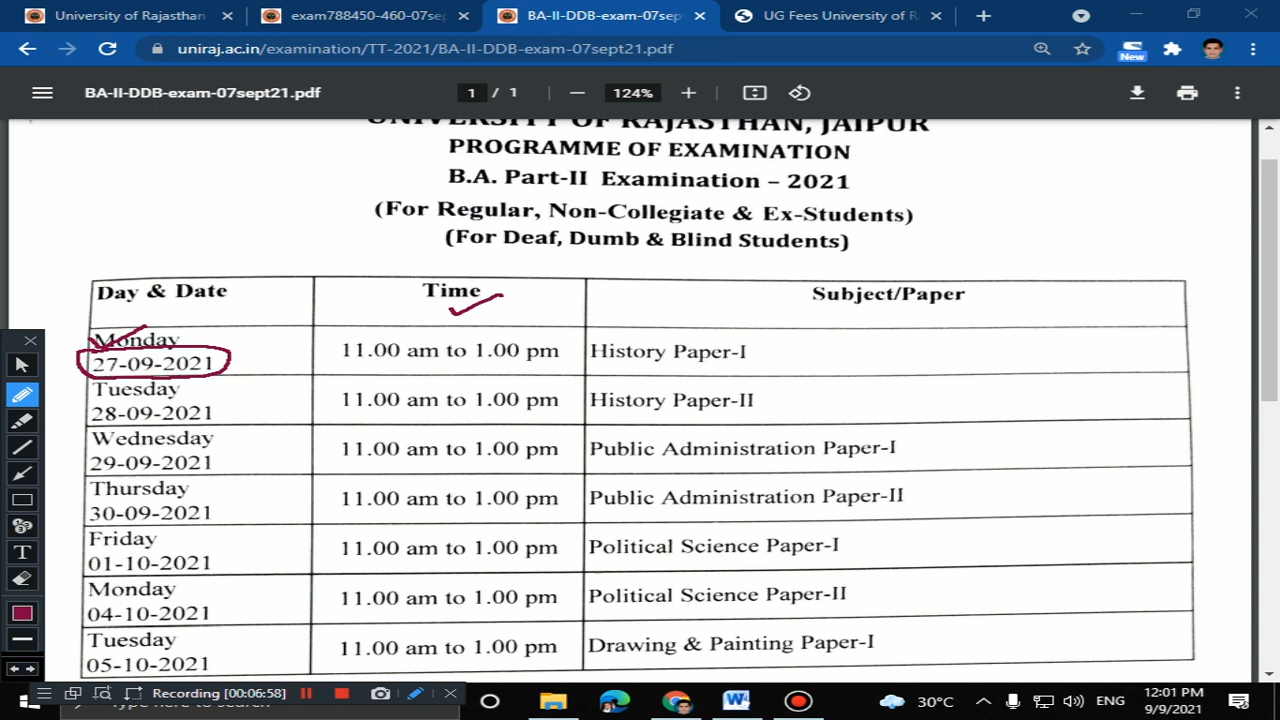 University of Rajasthan
exam788450-460-07sep
BA-II-DDB-exam-07sept
UG Fees University of R
uniraj.ac.in/examination/TT-2021/BA-II-DDB-exam-07sept21.pdf
New
BA-II-DDB-exam-07sept21.pdf
1 / 1
124%
UNIVERSITY OF RAJASTHAN, JAIPUR
PROGRAMME OF EXAMINATION
B.A. Part-II Examination – 2021
(For Regular, Non-Collegiate & Ex-Students)
(For Deaf, Dumb & Blind Students)
Day & Date Time Subject/Paper
Monday
27-09-2021 11.00 am to 1.00 pm History Paper-I
Tuesday
28-09-2021 11.00 am to 1.00 pm History Paper-II
Wednesday
29-09-2021 11.00 am to 1.00 pm Public Administration Paper-I
Thursday
30-09-2021 11.00 am to 1.00 pm Public Administration Paper-II
Friday
01-10-2021 11.00 am to 1.00 pm Political Science Paper-I
Monday
04-10-2021 11.00 am to 1.00 pm Political Science Paper-II
Tuesday
05-10-2021 11.00 am to 1.00 pm Drawing & Painting Paper-I
T
Recording [00:06:58]
Type here to search
30°C
ENG
12:01 PM
9/9/2021